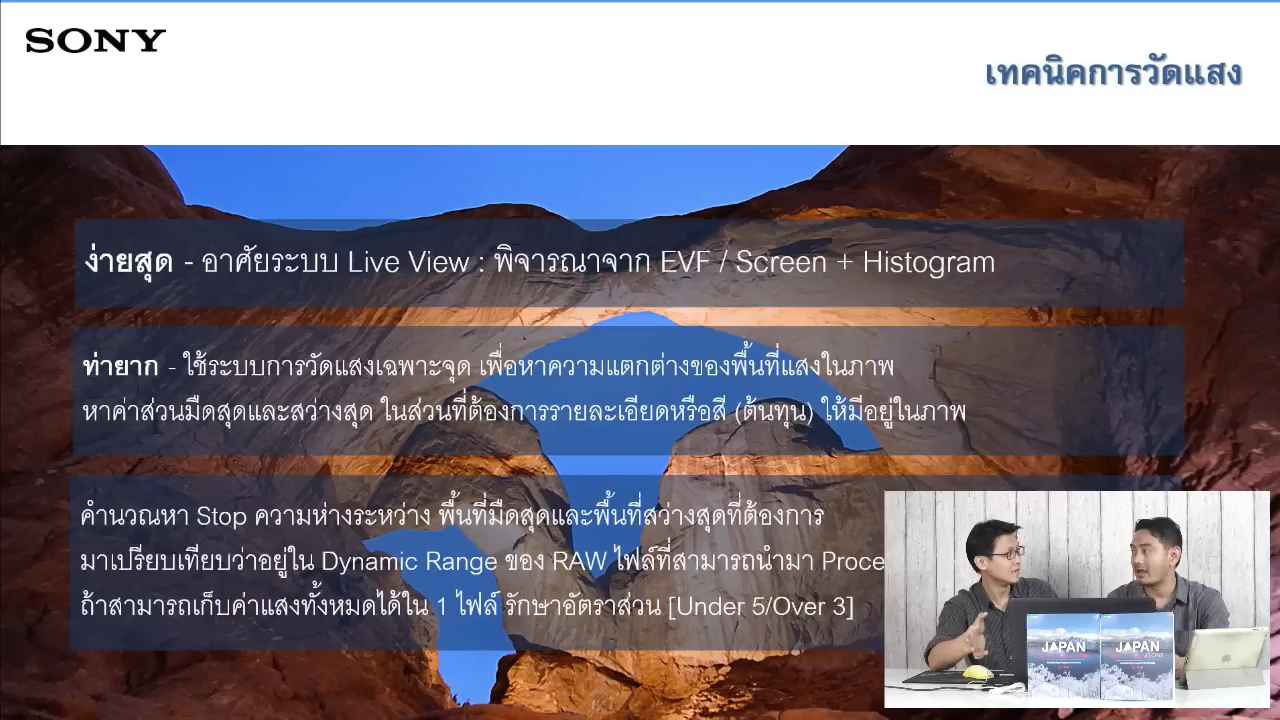 SONY
เทคนิคการวัดแสง
ง่ายสุด - อาศัยระบบ Live View : พิจารณาจาก EVF / Screen + Histogram
ท่ายาก - ใช้ระบบการวัดแสงเฉพาะจุด เพื่อหาความแตกต่างของพื้นที่แสงในภาพ
หาค่าส่วนมืดสุดและสว่างสุด ในส่วนที่ต้องการรายละเอียดหรือสี (ต้นทุน) ให้มีอยู่ในภาพ
คำนวณหา Stop ความห่างระหว่าง พื้นที่มืดสุดและพื้นที่สว่างสุดที่ต้องการ
มาเปรียบเทียบว่าอยู่ใน Dynamic Range ของ RAW ไฟล์ที่สามารถนำมา Proce
ถ้าสามารถเก็บค่าแสงทั้งหมดได้ใน 1 ไฟล์ รักษาอัตราส่วน [Under 5/Over 3]
JAPAN
JAPAN